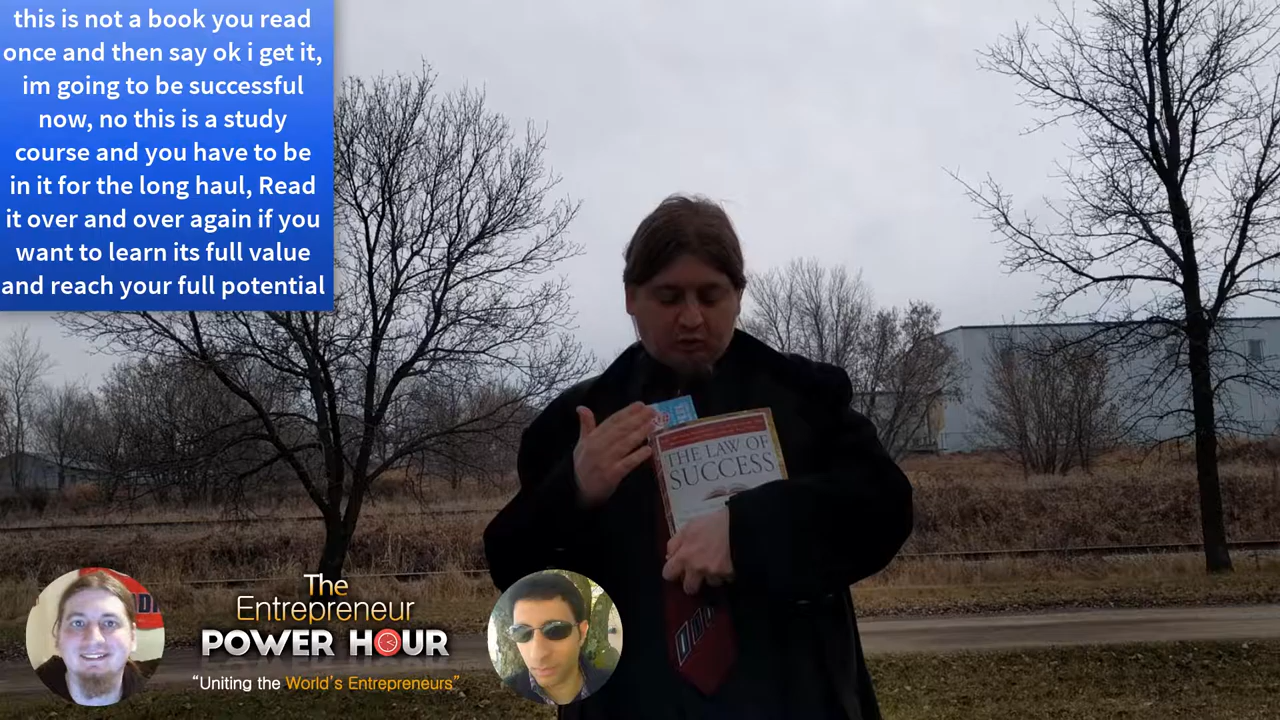 this is not a book you read
once and then say ok i get it,
im going to be successful
now, no this is a study
course and you have to be
in it for the long haul, Read
it over and over again if you
want to learn its full value
and reach your full potential
THE LAW OF
SUCCESS
The
Entrepreneur
POWER HOUR
“Uniting the World’s Entrepreneurs”